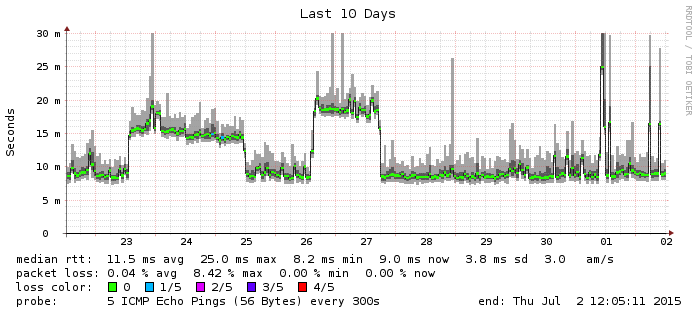 Last 10 Days
RRDTOOL / TOBI OETIKER
Seconds
30 m
25 m
20 m
15 m
10 m
5 m
0
23 24 25 26 27 28 29 30 01 02
median rtt: 11.5 ms avg 25.0 ms max 8.2 ms min 9.0 ms now 3.8 ms sd 3.0 am/s
packet loss: 0.04 % avg 8.42 % max 0.00 % min 0.00 % now
loss color: 0 1/5 2/5 3/5 4/5
probe: 5 ICMP Echo Pings (56 Bytes) every 300s end: Thu Jul 2 12:05:11 2015